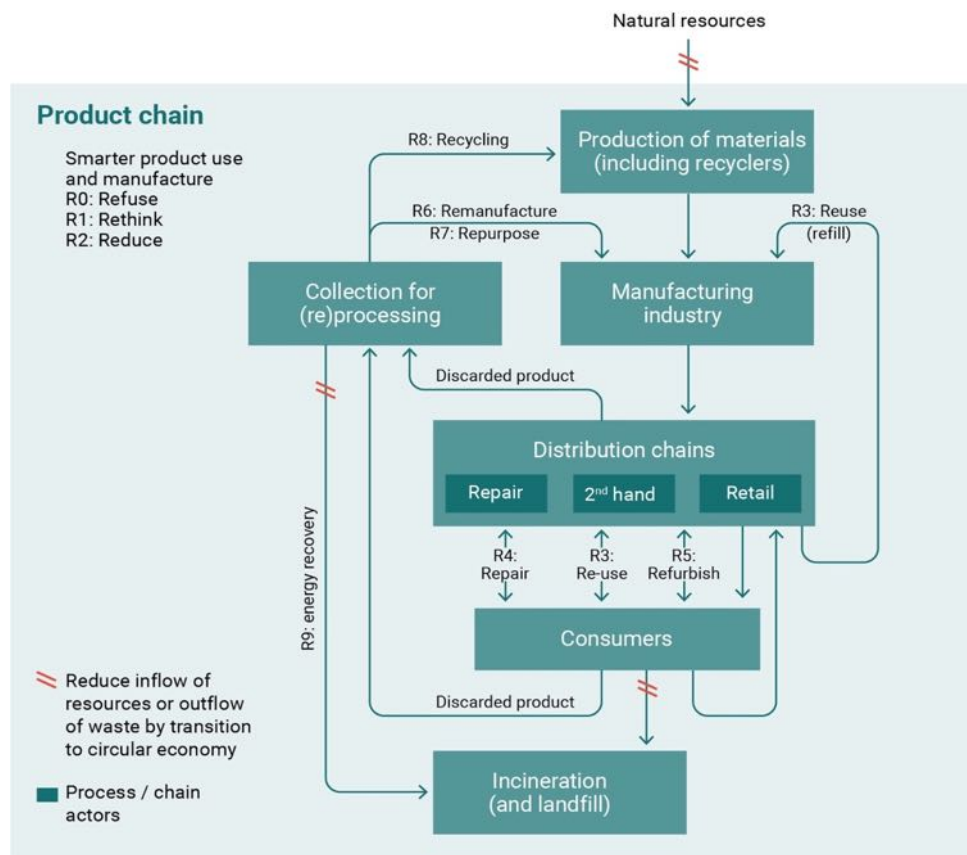 Natural resources
Product chain
Smarter product use
and manufacture
R0: Refuse
R1: Rethink
R2: Reduce
R8: Recycling
Production of materials
(including recyclers)
R6: Remanufacture
R7: Repurpose
R3: Reuse
(refill)
Collection for
(re)processing
Manufacturing
industry
Discarded product
Distribution chains
Repair
2nd hand
Retail
R4:
Repair
R3:
Re-use
R5:
Refurbish
R9: energy recovery
Consumers
Discarded product
Reduce inflow of
resources or outflow
of waste by transition
to circular economy
Process / chain
actors
Incineration
(and landfill)